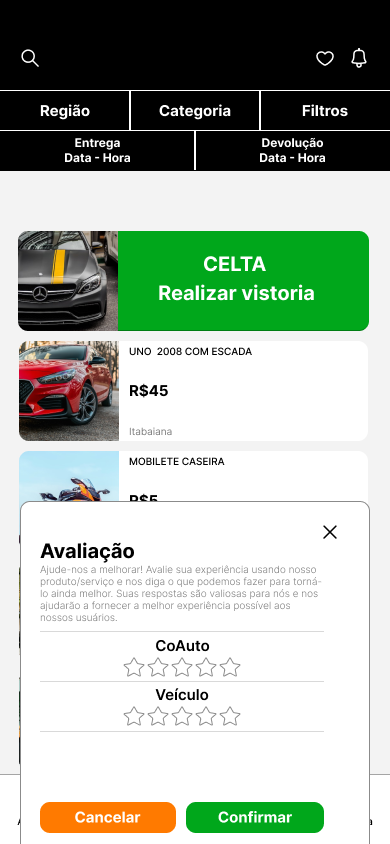 Região Categoria Filtros
Entrega Devolução
Data - Hora Data - Hora
CELTA
Realizar vistoria
UNO 2008 COM ESCADA
R$45
Itabaiana
MOBILETE CASEIRA
R$5
Avaliação
Ajude-nos a melhorar! Avalie sua experiência usando nosso
produto/serviço e nos diga o que podemos fazer para torná-
lo ainda melhor. Suas respostas são valiosas para nós e nos
ajudarão a fornecer a melhor experiência possível aos
nossos usuários.
CoAuto
Veículo
Cancelar Confirmar